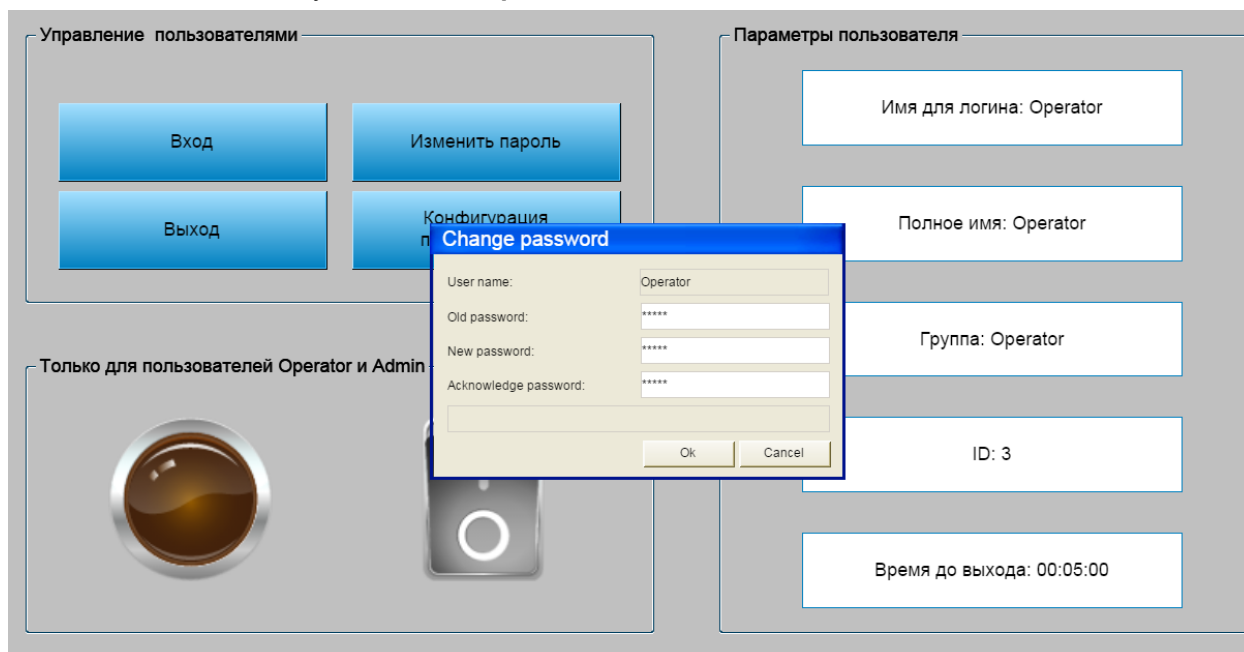 Управление пользователями
Вход
Изменить пароль
Выход
Конфигурация
Change password
User name:
Operator
Old password:
*****
New password:
*****
Acknowledge password:
*****
Ok
Cancel
Только для пользователей Operator и Admin
Параметры пользователя
Имя для логина: Operator
Полное имя: Operator
Группа: Operator
ID: 3
Время до выхода: 00:05:00